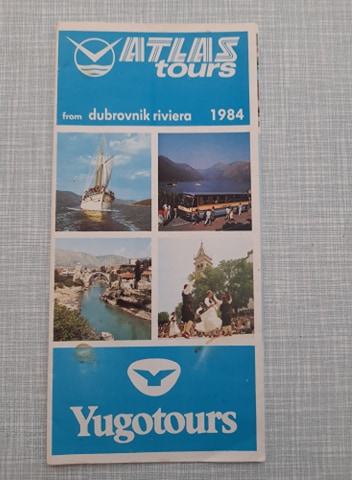 ATLAS
tours
from dubrovnik riviera 1984
Yugotours